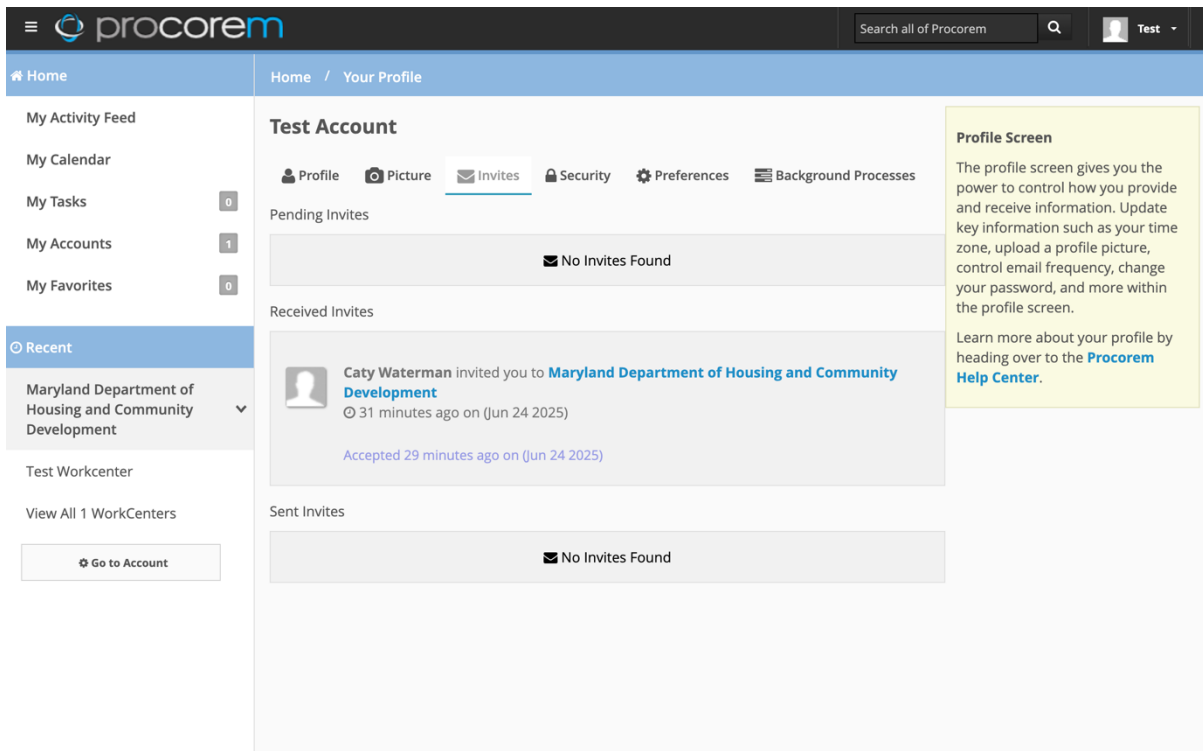 procorem
Search all of Procorem
Test
Home
Home / Your Profile
My Activity Feed
My Calendar
My Tasks 0
My Accounts 1
My Favorites 0
Recent
Maryland Department of
Housing and Community
Development
Test Workcenter
View All 1 WorkCenters
Go to Account
Test Account
Profile Picture Invites Security Preferences Background Processes
Pending Invites
No Invites Found
Received Invites
Caty Waterman invited you to Maryland Department of Housing and Community
Development
31 minutes ago on (Jun 24 2025)
Accepted 29 minutes ago on (Jun 24 2025)
Sent Invites
No Invites Found
Profile Screen
The profile screen gives you the
power to control how you provide
and receive information. Update
key information such as your time
zone, upload a profile picture,
control email frequency, change
your password, and more within
the profile screen.
Learn more about your profile by
heading over to the Procorem
Help Center.